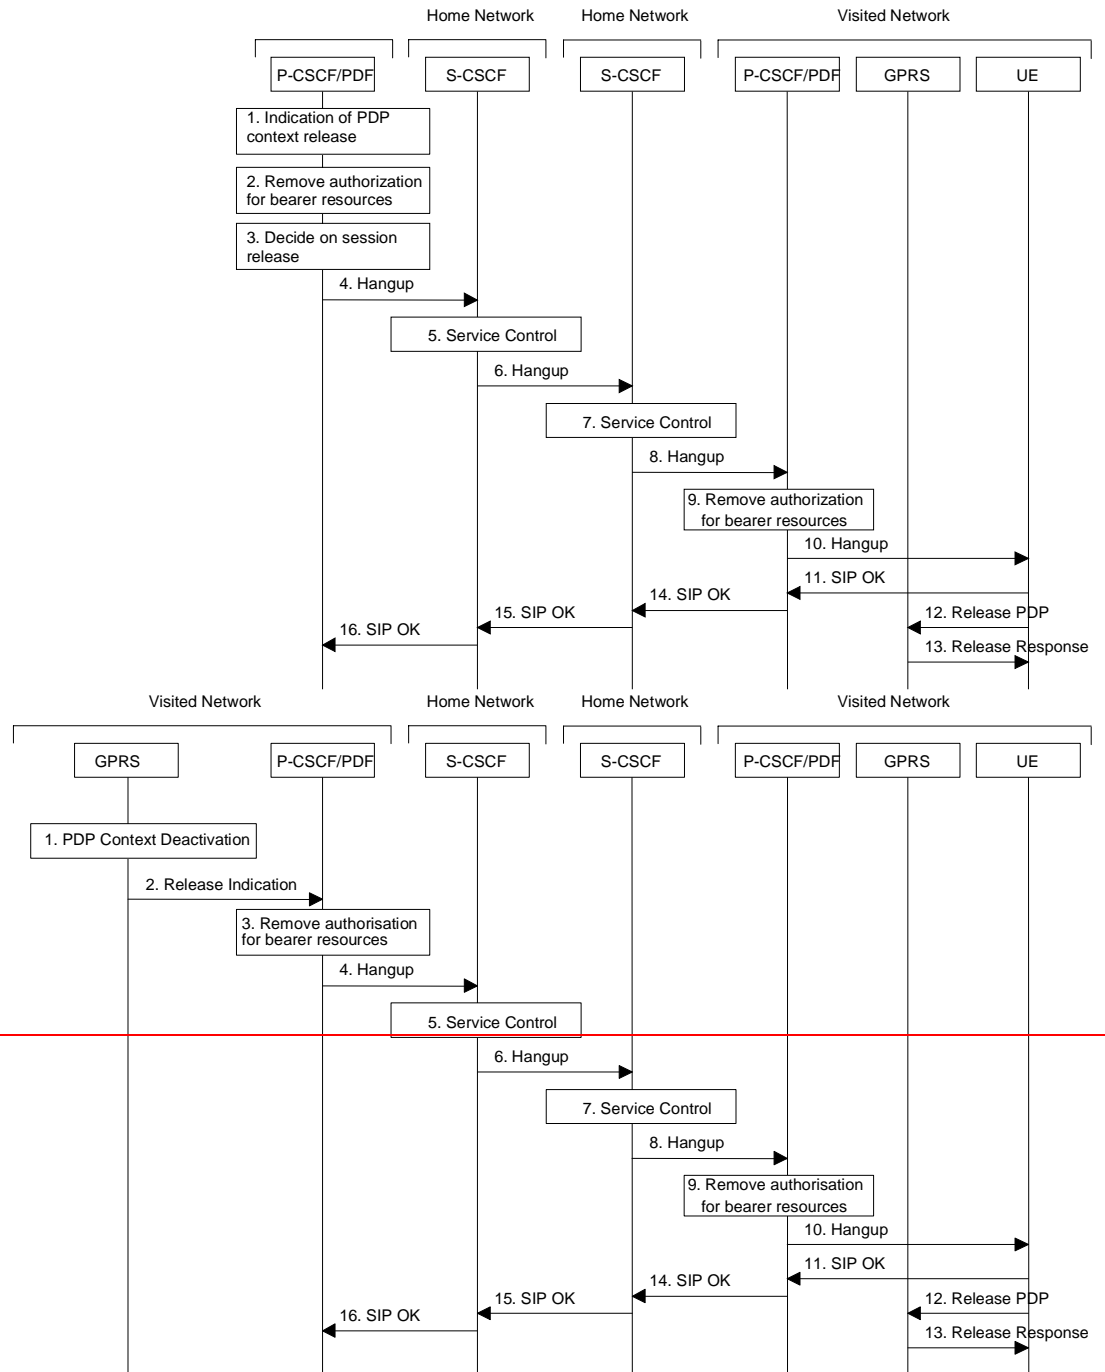 Home Network Home Network Visited Network
P-CSCF/PDF S-CSCF S-CSCF P-CSCF/PDF GPRS UE
1. Indication of PDP
context release
2. Remove authorization
for bearer resources
3. Decide on session
release
4. Hangup
5. Service Control
6. Hangup
7. Service Control
8. Hangup
9. Remove authorization
for bearer resources
10. Hangup
11. SIP OK
14. SIP OK
15. SIP OK
12. Release PDP
16. SIP OK
13. Release Response
Visited Network Home Network Home Network Visited Network
GPRS P-CSCF/PDF S-CSCF S-CSCF P-CSCF/PDF GPRS UE
1. PDP Context Deactivation
2. Release Indication
3. Remove authorisation
for bearer resources
4. Hangup
5. Service Control
6. Hangup
7. Service Control
8. Hangup
9. Remove authorisation
for bearer resources
10. Hangup
11. SIP OK
14. SIP OK
15. SIP OK
12. Release PDP
16. SIP OK
13. Release Response